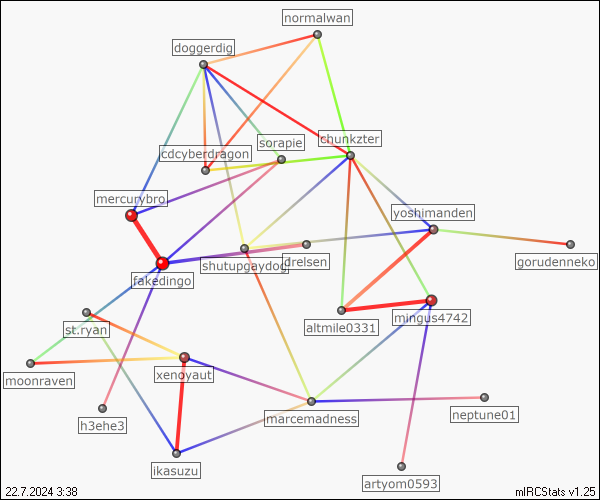 normalwan
doggerdig
chunkzter
sorapie
cdcyberdragon
mercurybro
yoshimanden
drelsen
gorudenneko
shutupgaydog
fakedingo
mingus4742
altmile0331
st.ryan
xenoyaut
moonraven
neptune01
marcemadness
h3ehe3
ikasuzu
artyom0593
22.7.2024 3:38
mIRCStats v1.25